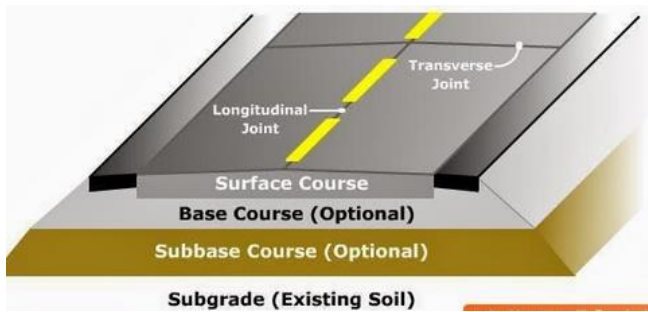 Transverse
Joint
Longitudinal
Joint
Surface Course
Base Course (Optional)
Subbase Course (Optional)
Subgrade (Existing Soil)